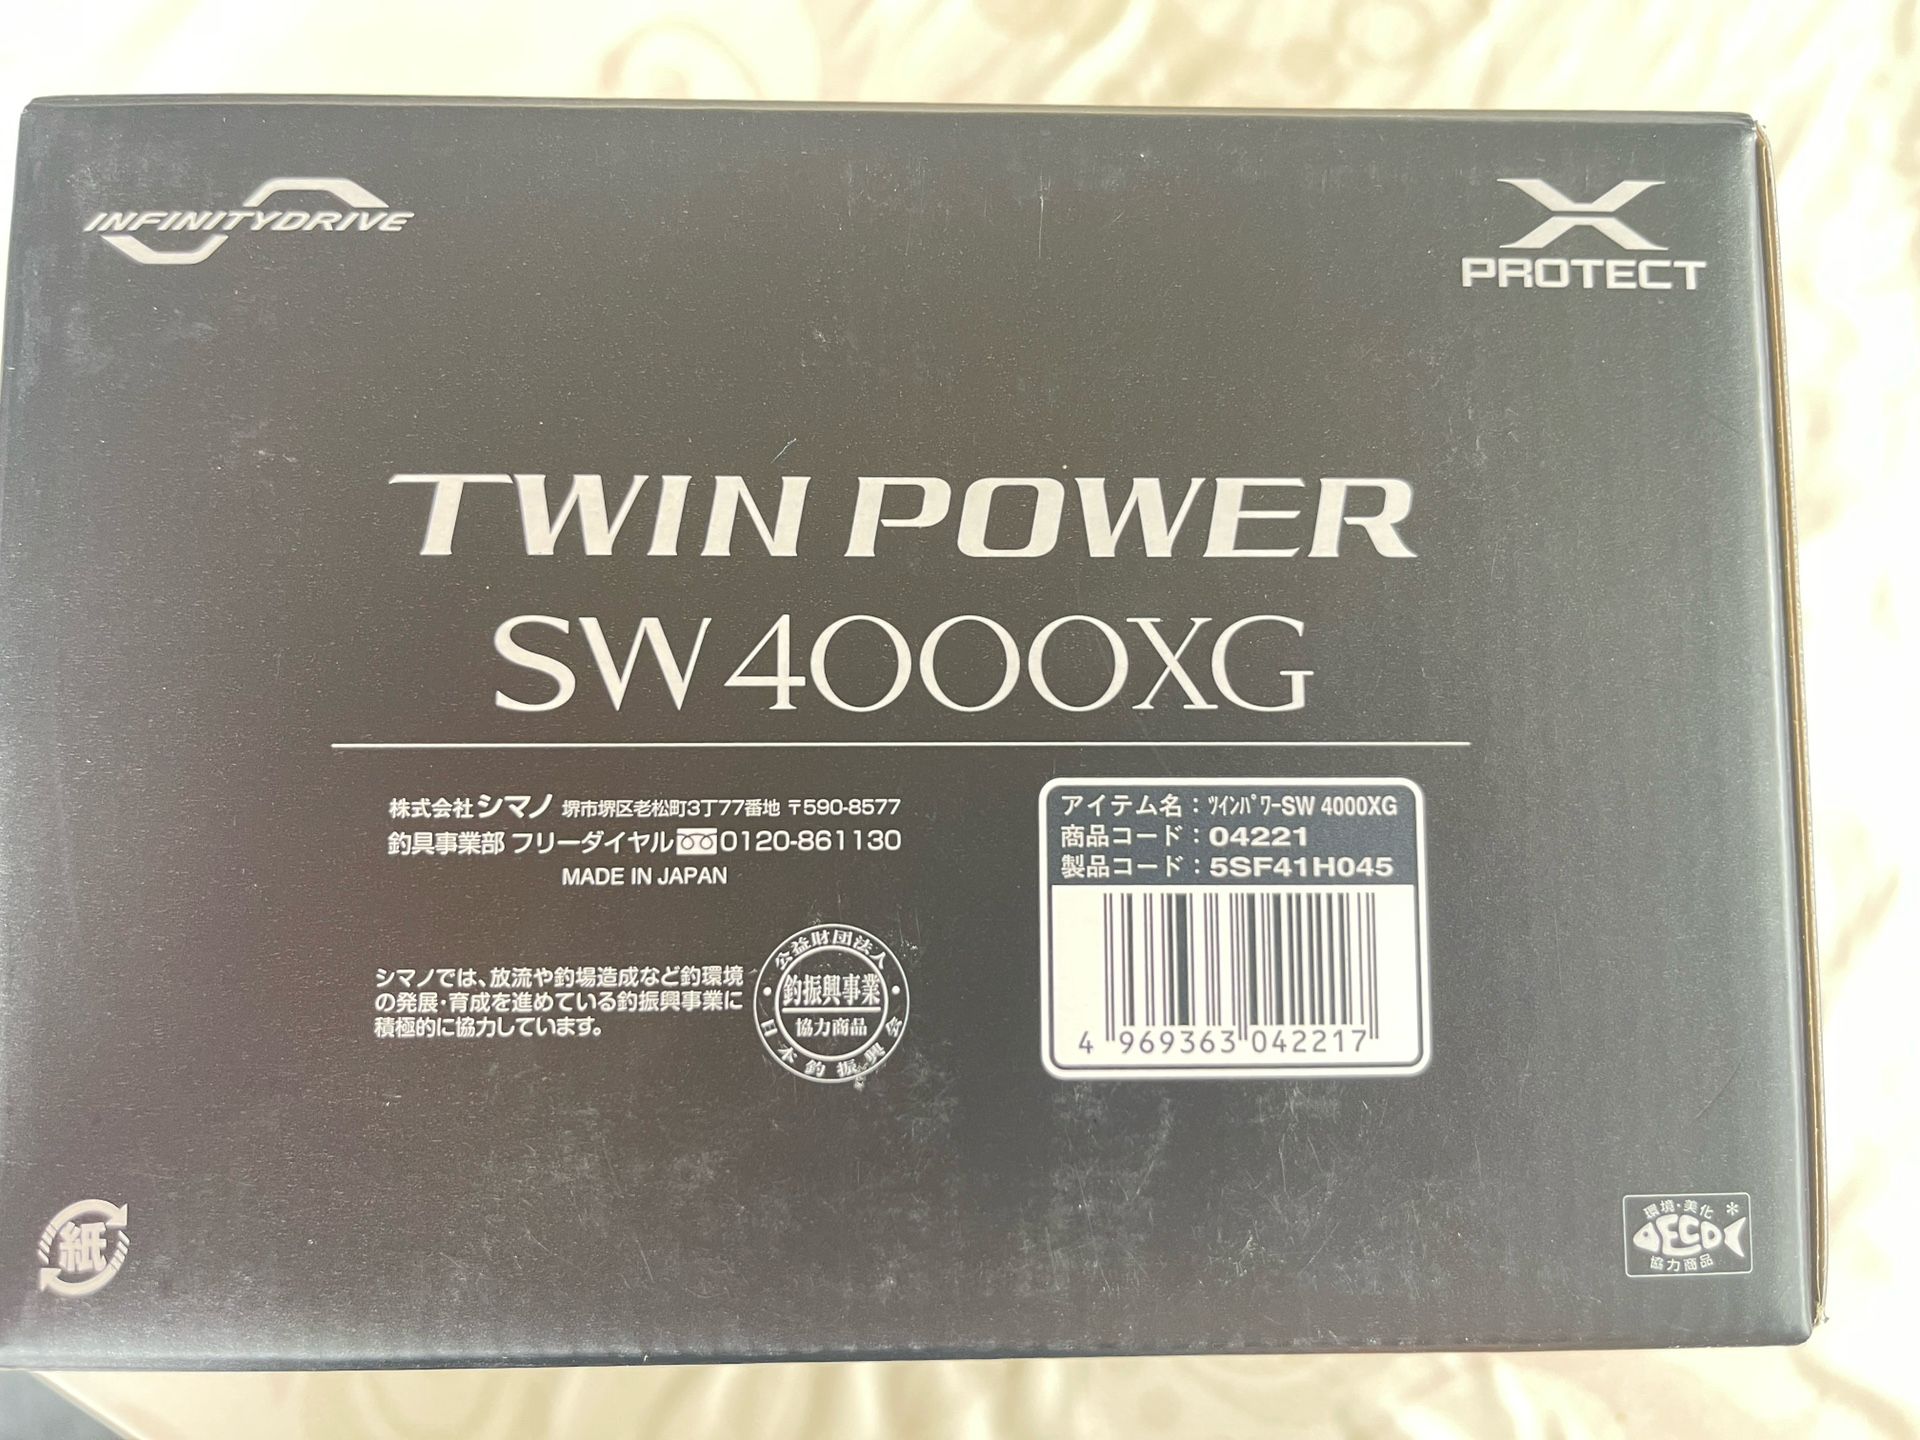 INFINITYDRIVE
X
PROTECT
TWIN POWER
SW 4000XG
株式会社シマノ 堺市堺区老松町3丁77番地 〒590-8577
釣具事業部 フリーダイヤル 0120-861130
MADE IN JAPAN
シマノでは、放流や釣場造成など釣環境
の発展・育成を進めている釣振興事業に
積極的に協力しています。
公益財団法人
釣振興事業
協力商品
日本釣振興会
アイテム名：ﾂｲﾝﾊﾟﾜｰSW 4000XG
商品コード：04221
製品コード：5SF41H045
4 969363 042217
紙
環境・美化
ECO
協力商品